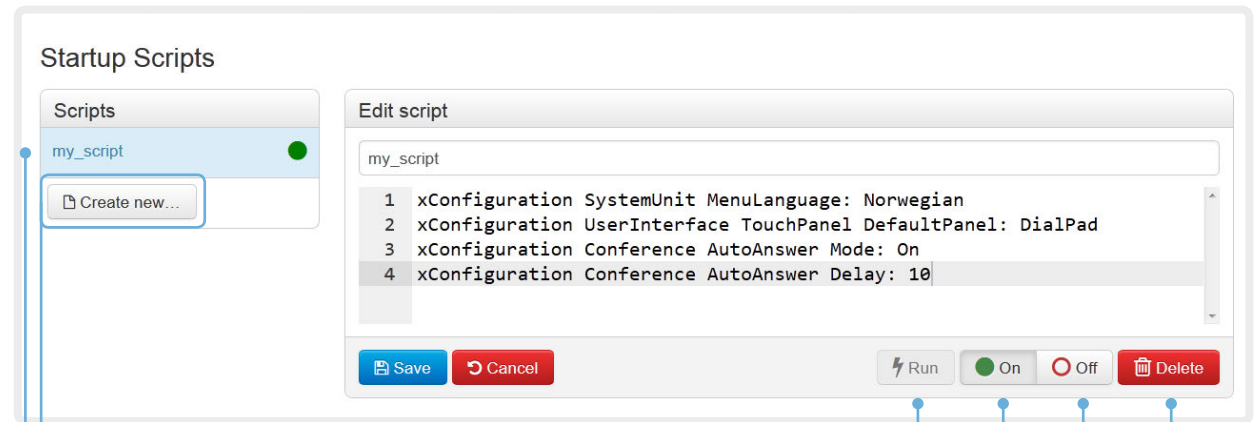 Startup Scripts
Scripts
my_script
Create new...
Edit script
my_script
1 xConfiguration SystemUnit MenuLanguage: Norwegian
2 xConfiguration UserInterface TouchPanel DefaultPanel: DialPad
3 xConfiguration Conference AutoAnswer Mode: On
4 xConfiguration Conference AutoAnswer Delay: 10
Save Cancel Run On Off Delete